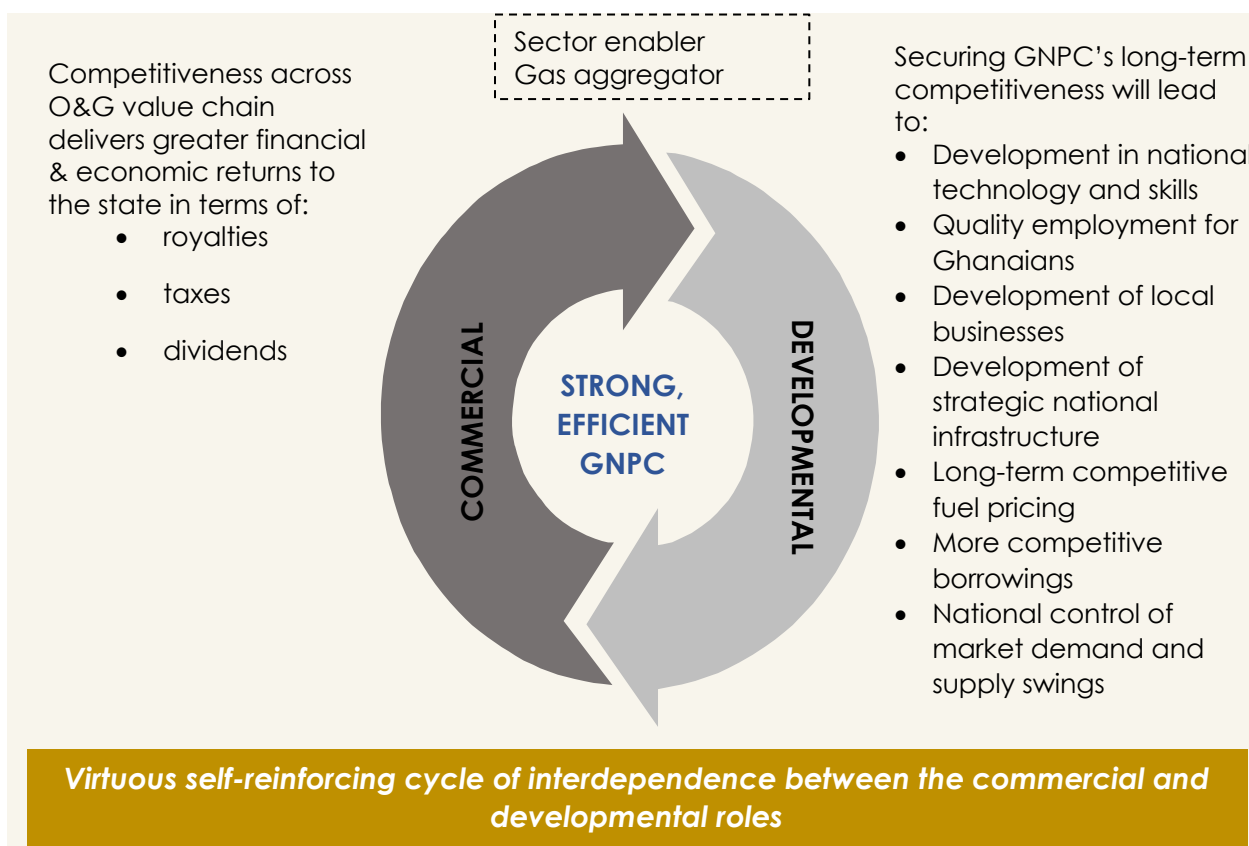 Sector enabler
Gas aggregator
Competitiveness across
O&G value chain
delivers greater financial
& economic returns to
the state in terms of:
• royalties
• taxes
• dividends
COMMERCIAL
STRONG,
EFFICIENT
GNPC
DEVELOPMENTAL
Securing GNPC’s long-term
competitiveness will lead
to:
• Development in national
technology and skills
• Quality employment for
Ghanaians
• Development of local
businesses
• Development of
strategic national
infrastructure
• Long-term competitive
fuel pricing
• More competitive
borrowings
• National control of
market demand and
supply swings
Virtuous self-reinforcing cycle of interdependence between the commercial and
developmental roles